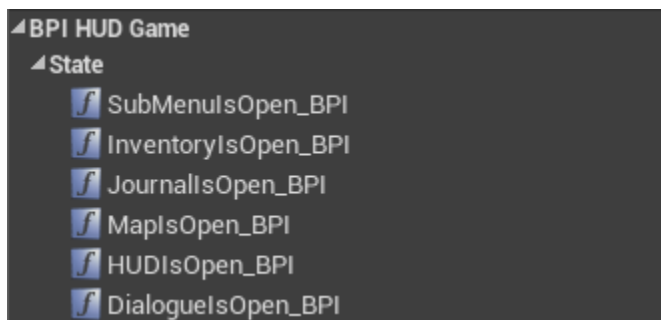 BPI HUD Game
State
SubMenuIsOpen_BPI
InventoryIsOpen_BPI
JournalIsOpen_BPI
MapIsOpen_BPI
HUDIsOpen_BPI
DialogueIsOpen_BPI